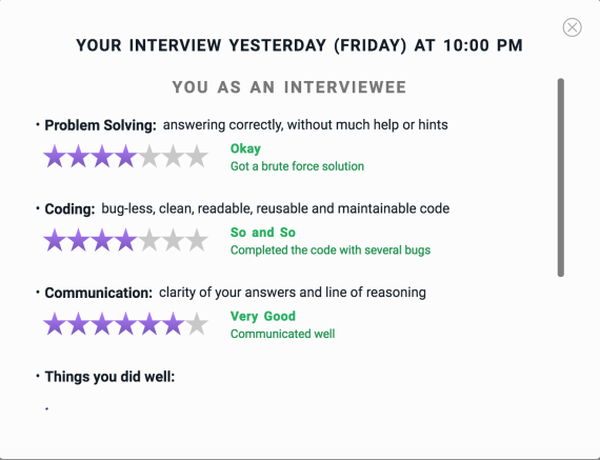 YOUR INTERVIEW YESTERDAY (FRIDAY) AT 10:00 PM
YOU AS AN INTERVIEWEE
• Problem Solving: answering correctly, without much help or hints
Okay
Got a brute force solution
• Coding: bug-less, clean, readable, reusable and maintainable code
So and So
Completed the code with several bugs
• Communication: clarity of your answers and line of reasoning
Very Good
Communicated well
• Things you did well: